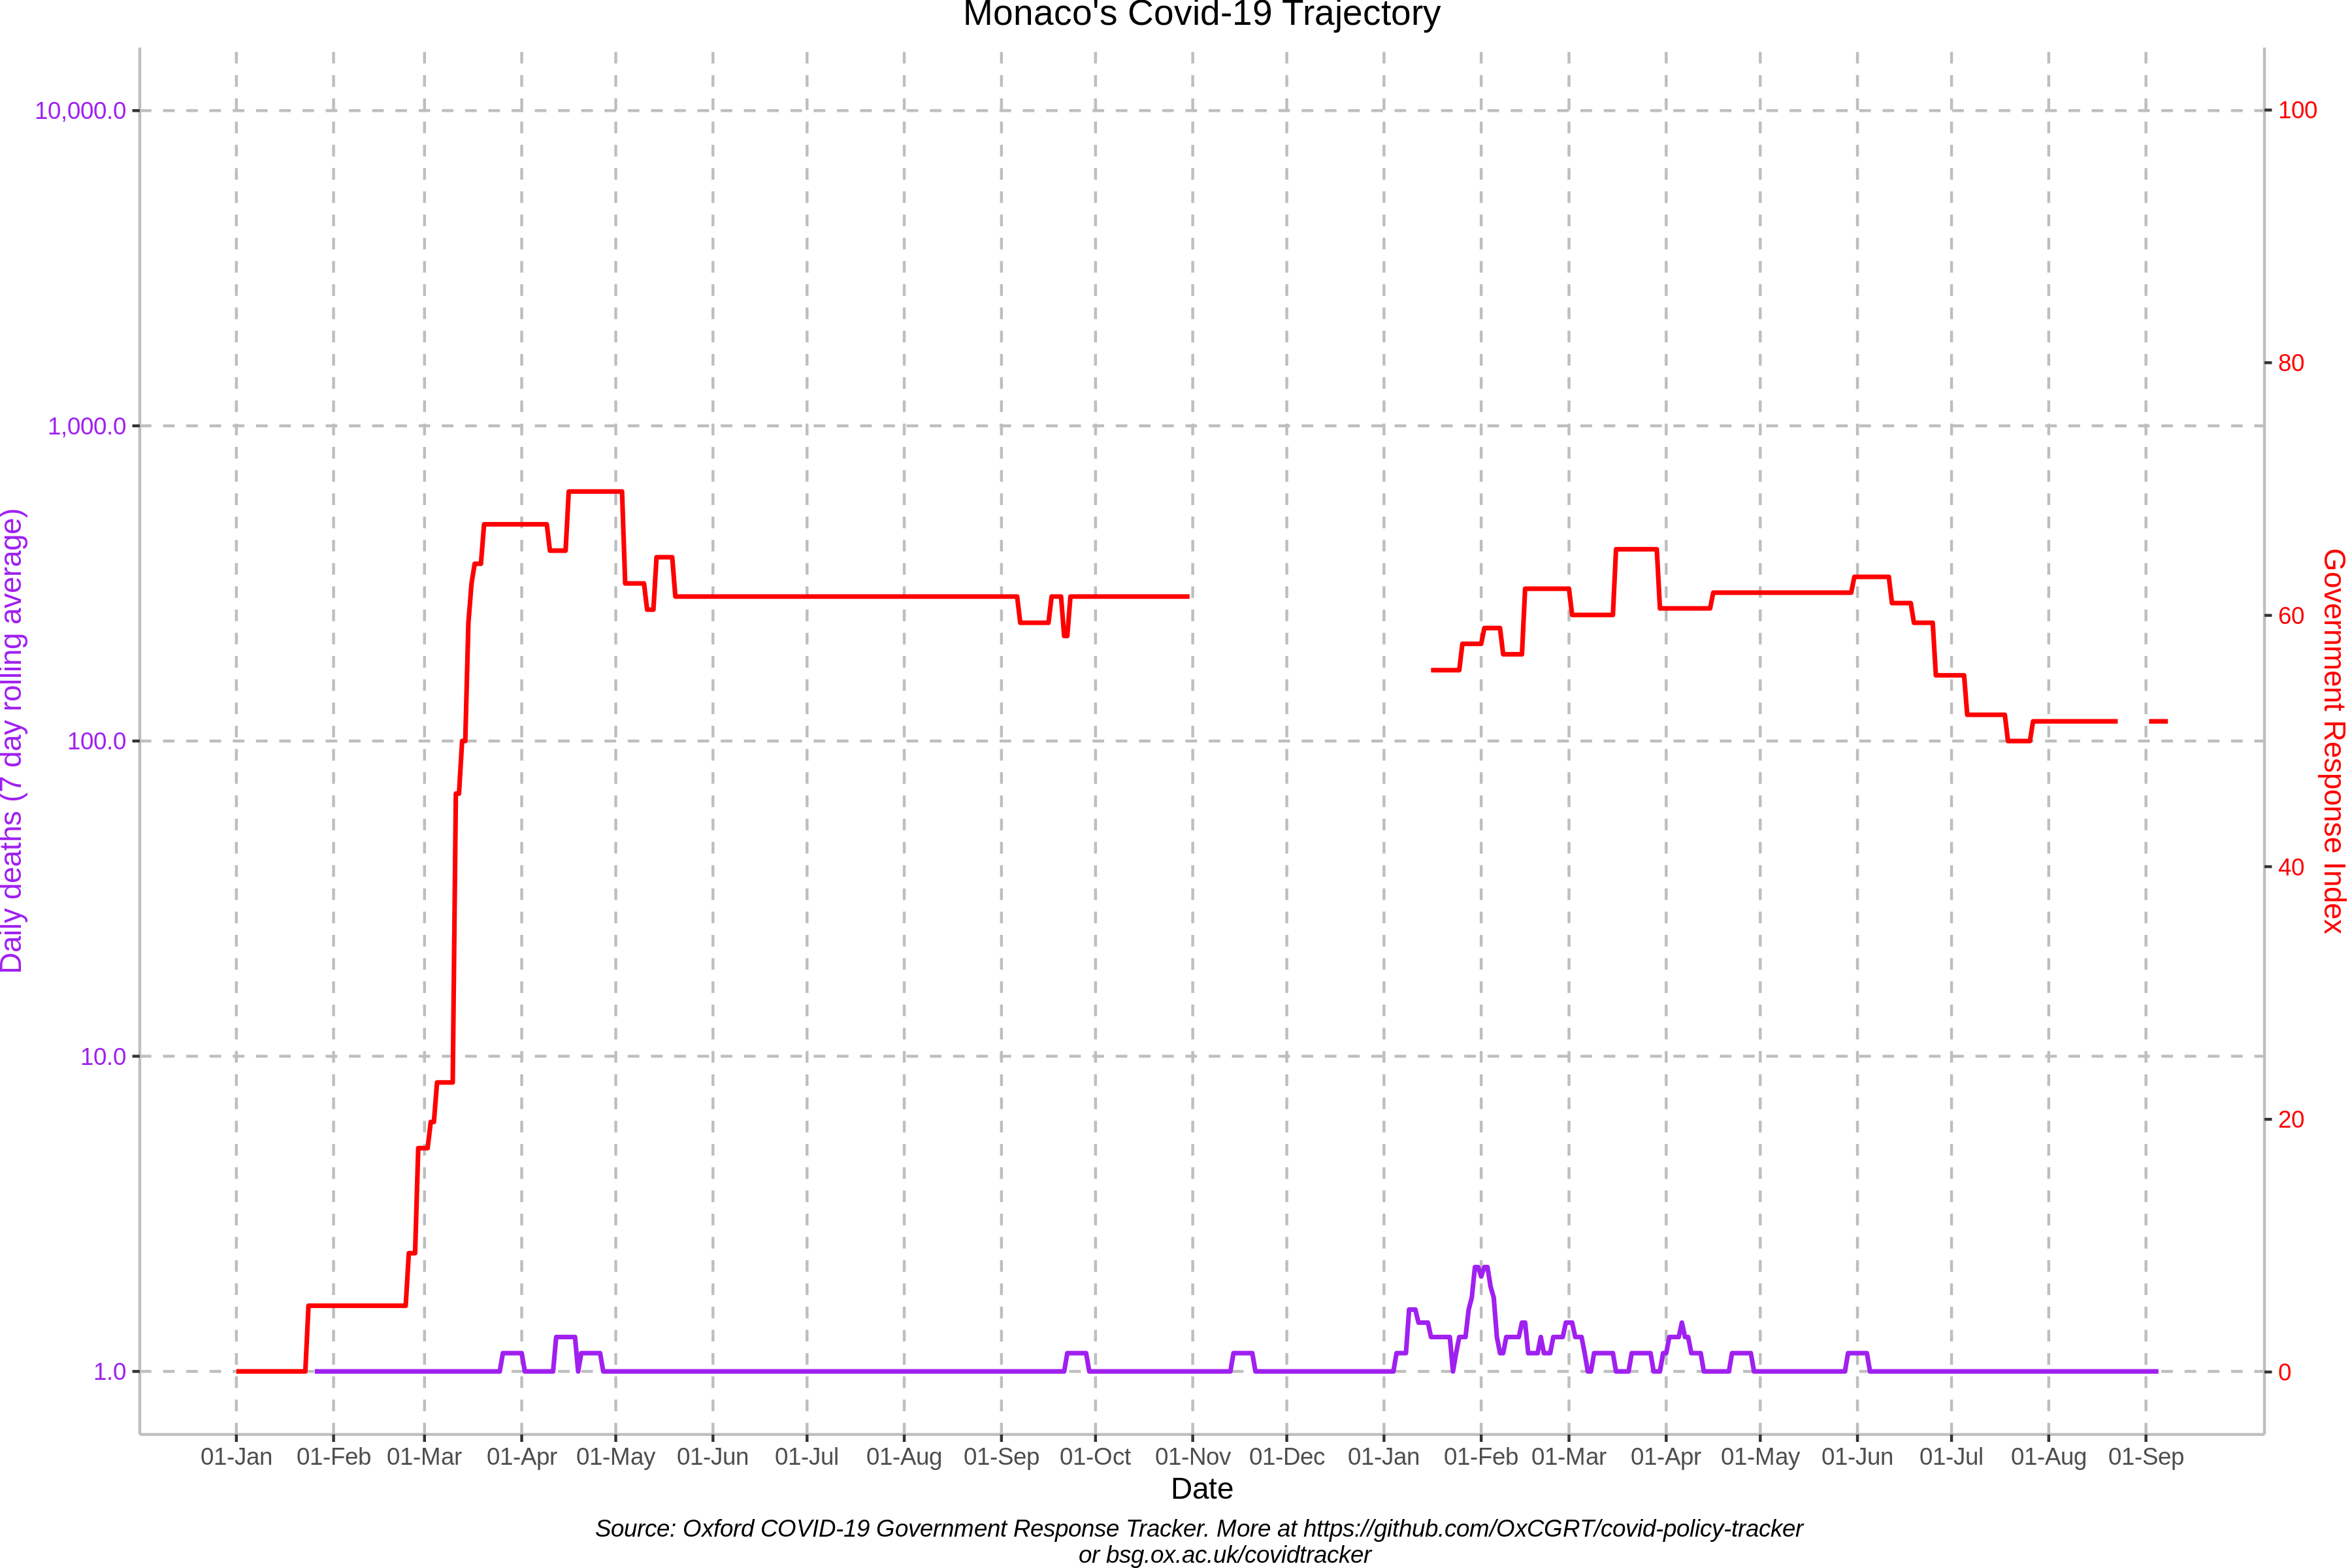 Monaco's Covid-19 Trajectory
10,000.0
1,000.0
100.0
10.0
1.0
Daily deaths (7 day rolling average)
100
80
60
40
20
0
Government Response Index
01-Jan 01-Feb 01-Mar 01-Apr 01-May 01-Jun 01-Jul 01-Aug 01-Sep 01-Oct 01-Nov 01-Dec 01-Jan 01-Feb 01-Mar 01-Apr 01-May 01-Jun 01-Jul 01-Aug 01-Sep
Date
Source: Oxford COVID-19 Government Response Tracker. More at https://github.com/OxCGRT/covid-policy-tracker
or bsg.ox.ac.uk/covidtracker